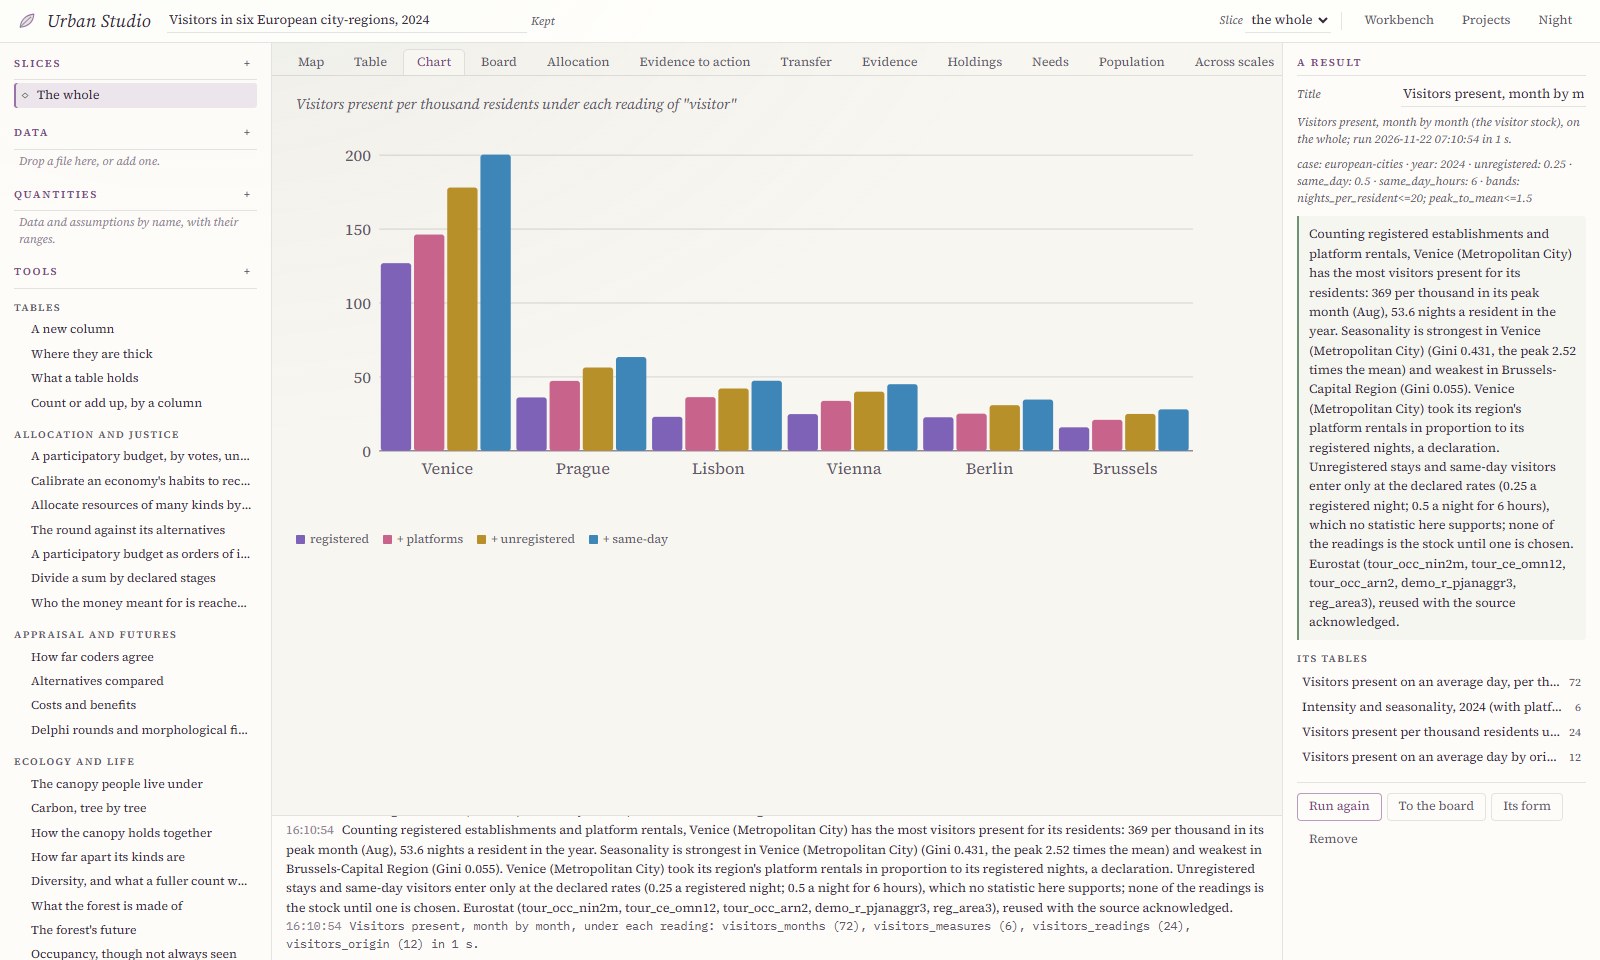 Urban Studio
Visitors in six European city-regions, 2024
Kept
Slice the whole
Workbench
Projects
Night
SLICES +
The whole
DATA +
Drop a file here, or add one.
QUANTITIES +
Data and assumptions by name, with their
ranges.
TOOLS +
TABLES
A new column
Where they are thick
What a table holds
Count or add up, by a column
ALLOCATION AND JUSTICE
A participatory budget, by votes, un...
Calibrate an economy's habits to rec...
Allocate resources of many kinds by...
The round against its alternatives
A participatory budget as orders of i...
Divide a sum by declared stages
Who the money meant for is reache...
APPRAISAL AND FUTURES
How far coders agree
Alternatives compared
Costs and benefits
Delphi rounds and morphological fi...
ECOLOGY AND LIFE
The canopy people live under
Carbon, tree by tree
How the canopy holds together
How far apart its kinds are
Diversity, and what a fuller count w...
What the forest is made of
The forest's future
Occupancy, though not always seen
Map
Table
Chart
Board
Allocation
Evidence to action
Transfer
Evidence
Holdings
Needs
Population
Across scales
Visitors present per thousand residents under each reading of "visitor"
200
150
100
50
0
Venice
Prague
Lisbon
Vienna
Berlin
Brussels
registered
+ platforms
+ unregistered
+ same-day
16:10:54 Counting registered establishments and platform rentals, Venice (Metropolitan City) has the most visitors present for its residents: 369 per thousand in its
peak month (Aug), 53.6 nights a resident in the year. Seasonality is strongest in Venice (Metropolitan City) (Gini 0.431, the peak 2.52 times the mean) and weakest in
Brussels-Capital Region (Gini 0.055). Venice (Metropolitan City) took its region's platform rentals in proportion to its registered nights, a declaration. Unregistered
stays and same-day visitors enter only at the declared rates (0.25 a registered night; 0.5 a night for 6 hours), which no statistic here supports; none of the readings is
the stock until one is chosen. Eurostat (tour_occ_nin2m, tour_ce_omn12, tour_occ_arn2, demo_r_pjanaggr3, reg_area3), reused with the source acknowledged.
16:10:54 Visitors present, month by month, under each reading: visitors_months (72), visitors_measures (6), visitors_readings (24),
visitors_origin (12) in 1 s.
A RESULT
Title Visitors present, month by m
Visitors present, month by month (the visitor stock), on
the whole; run 2026-11-22 07:10:54 in 1 s.
case: european-cities · year: 2024 · unregistered: 0.25 ·
same_day: 0.5 · same_day_hours: 6 · bands:
nights_per_resident<=20; peak_to_mean<=1.5
Counting registered establishments and
platform rentals, Venice (Metropolitan City)
has the most visitors present for its
residents: 369 per thousand in its peak
month (Aug), 53.6 nights a resident in the
year. Seasonality is strongest in Venice
(Metropolitan City) (Gini 0.431, the peak 2.52
times the mean) and weakest in Brussels-
Capital Region (Gini 0.055). Venice
(Metropolitan City) took its region's
platform rentals in proportion to its
registered nights, a declaration.
Unregistered stays and same-day visitors
enter only at the declared rates (0.25 a
registered night; 0.5 a night for 6 hours),
which no statistic here supports; none of
the readings is the stock until one is chosen.
Eurostat (tour_occ_nin2m, tour_ce_omn12,
tour_occ_arn2, demo_r_pjanaggr3,
reg_area3), reused with the source
acknowledged.
ITS TABLES
Visitors present on an average day, per th... 72
Intensity and seasonality, 2024 (with platf... 6
Visitors present per thousand residents u... 24
Visitors present on an average day by ori... 12
Run again
To the board
Its form
Remove